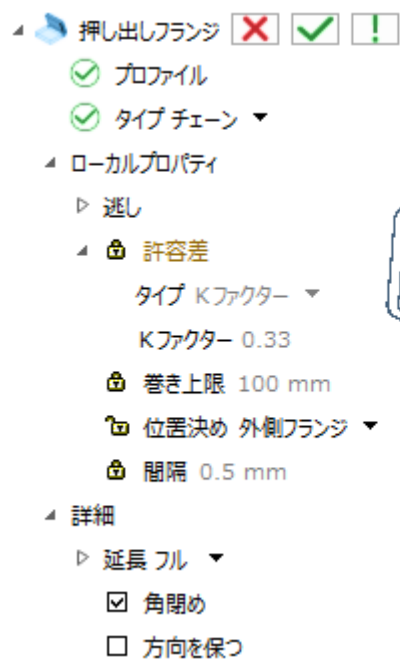 押し出しフランジ
プロファイル
タイプ チェーン
ローカルプロパティ
逃し
許容差
タイプ Kファクター
Kファクター 0.33
巻き上限 100 mm
位置決め 外側フランジ
間隔 0.5 mm
詳細
延長 フル
角閉め
方向を保つ